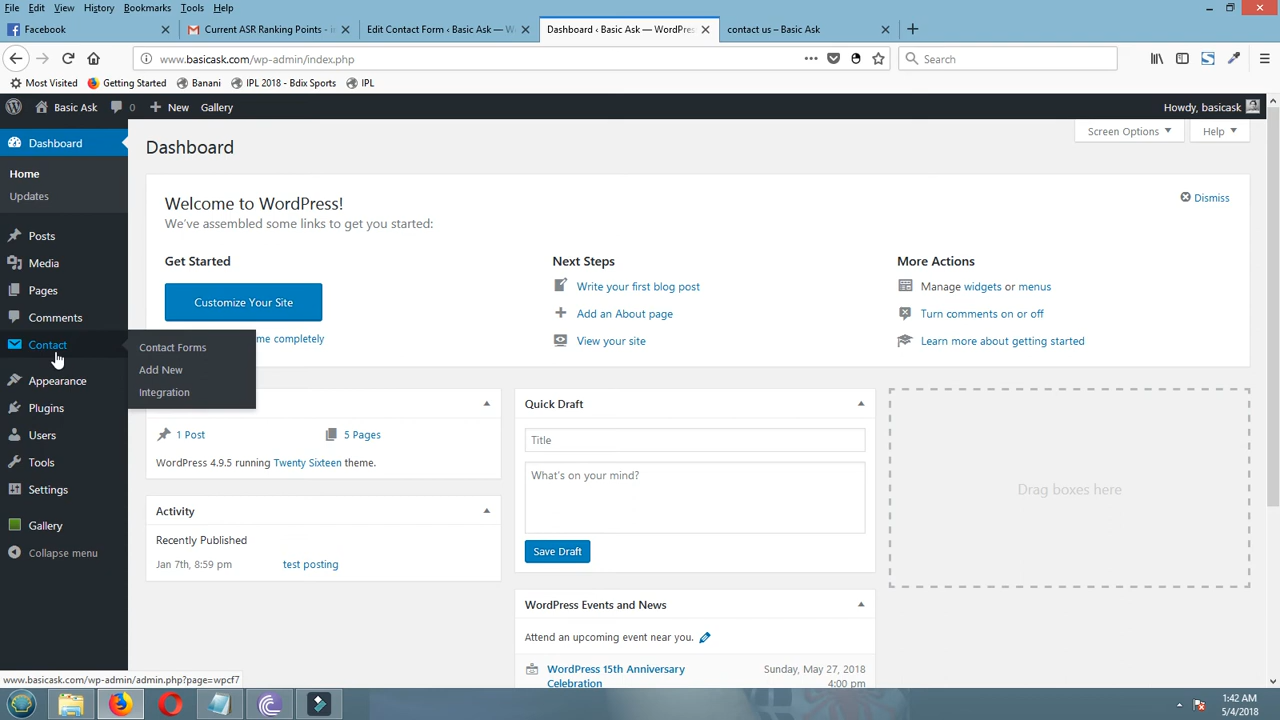 File Edit View History Bookmarks Tools Help
Facebook Current ASR Ranking Points - i Edit Contact Form ‹ Basic Ask — W Dashboard ‹ Basic Ask — WordPres contact us – Basic Ask
www.basicask.com/wp-admin/index.php Search
Most Visited Getting Started Banani IPL 2018 - Bdix Sports IPL
Basic Ask 0 New Gallery Howdy, basicask
Dashboard
Home
Updates
Posts
Media
Pages
Comments
Contact
Contact Forms
Add New
Integration
Appearance
Plugins
Users
Tools
Settings
Gallery
Collapse menu
Screen Options Help
Dashboard
Welcome to WordPress!
We've assembled some links to get you started:
Dismiss
Get Started
Customize Your Site
me completely
Next Steps
Write your first blog post
Add an About page
View your site
More Actions
Manage widgets or menus
Turn comments on or off
Learn more about getting started
1 Post 5 Pages
WordPress 4.9.5 running Twenty Sixteen theme.
Activity
Recently Published
Jan 7th, 8:59 pm test posting
Quick Draft
Title
What's on your mind?
Save Draft
Drag boxes here
WordPress Events and News
Attend an upcoming event near you.
WordPress 15th Anniversary Sunday, May 27, 2018
Celebration 4:00 pm
www.basicask.com/wp-admin/admin.php?page=wpcf7
1:42 AM
5/4/2018